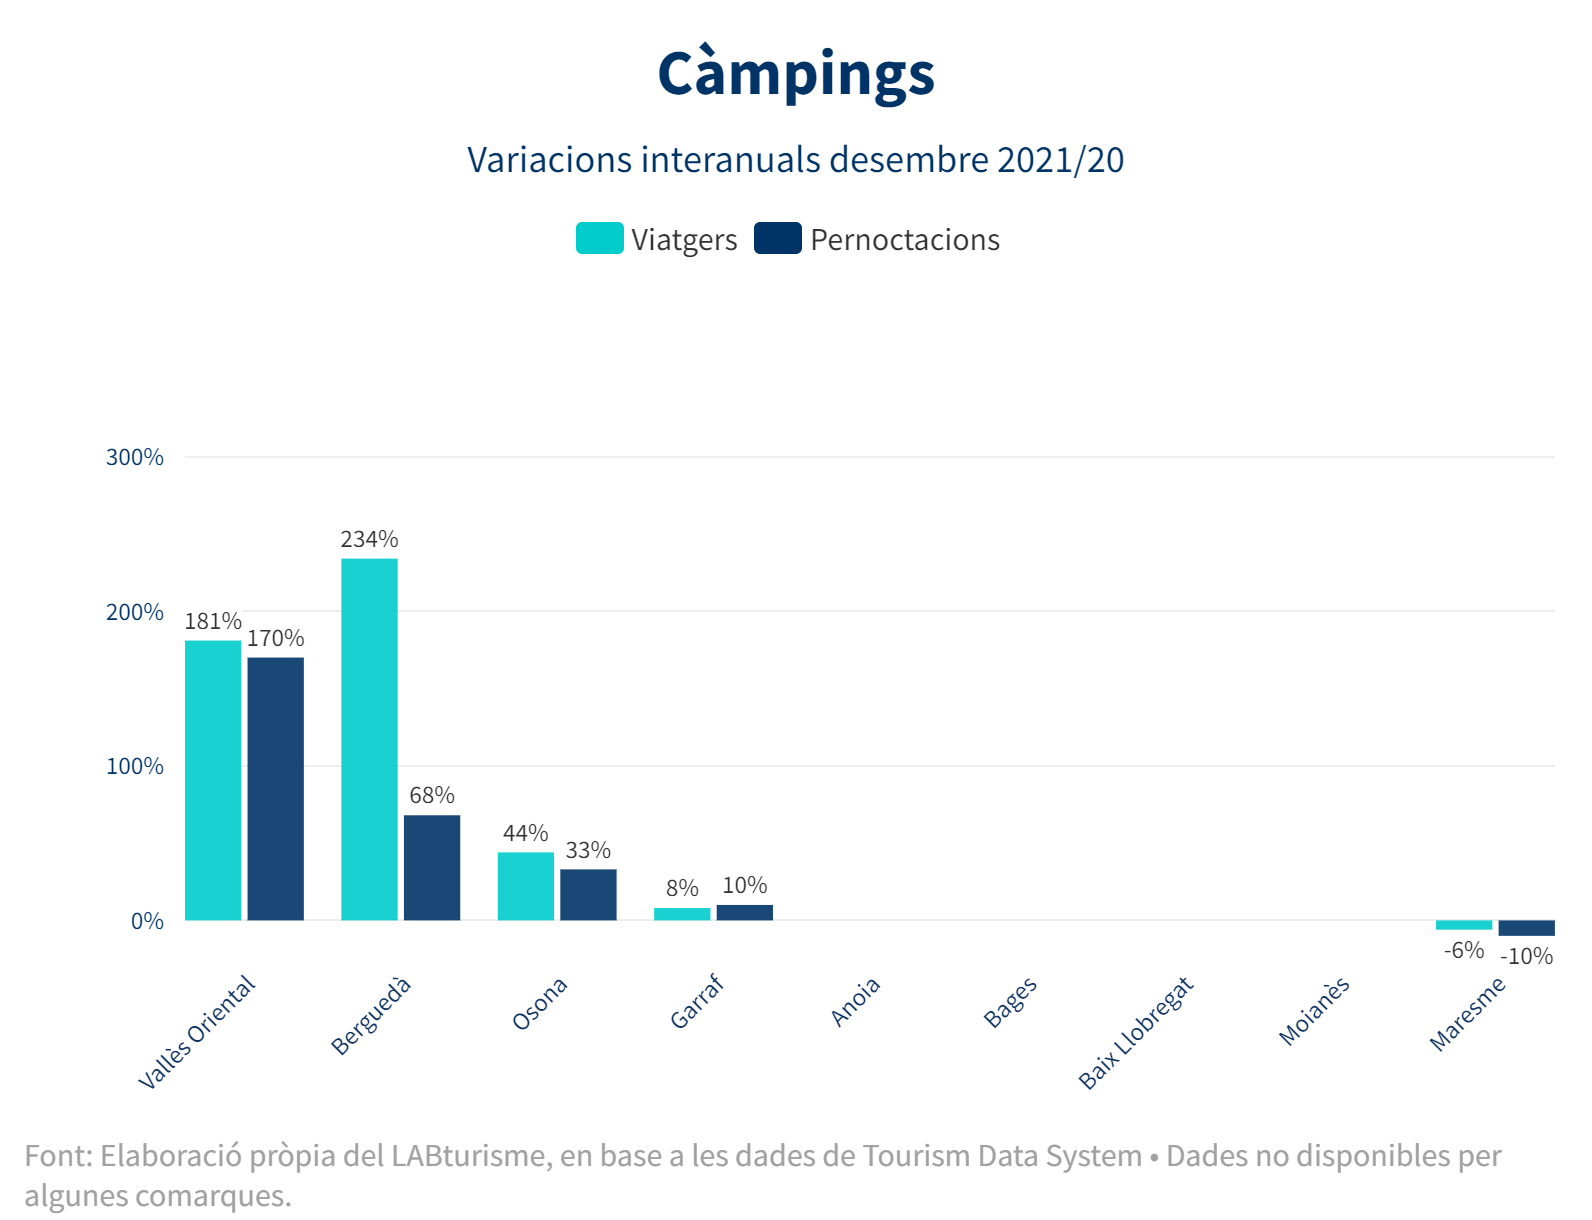 Càmpings
Variacions interanuals desembre 2021/20
Viatgers Pernoctacions
300%
234%
200%
181%
170%
100%
68%
44%
33%
8%
10%
0%
-6%
-10%
Vallès Oriental
Berguedà
Osona
Garraf
Anoia
Bages
Baix Llobregat
Moianès
Maresme
Font: Elaboració pròpia del LABturisme, en base a les dades de Tourism Data System • Dades no disponibles per
algunes comarques.